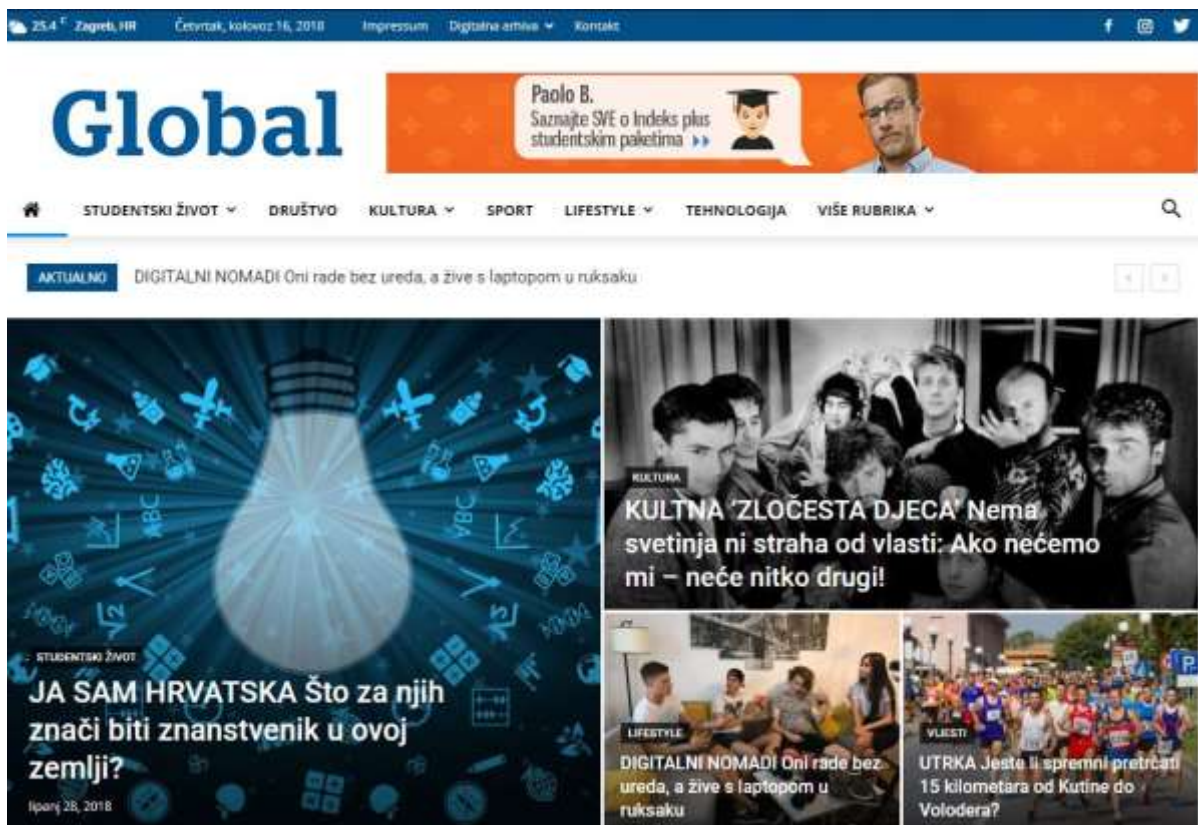 25.4 C Zagreb, HR Četvrtak, kolovoz 16, 2018 Impressum Digitalna arhiva Kontakt
Global
Paolo B.
Saznajte SVE o Indeks plus
studentskim paketima
STUDENTSKI ŽIVOT DRUŠTVO KULTURA SPORT LIFESTYLE TEHNOLOGIJA VIŠE RUBRIKA
AKTUALNO DIGITALNI NOMADI Oni rade bez ureda, a žive s laptopom u ruksaku
STUDENTSKI ŽIVOT
JA SAM HRVATSKA Što za njih
znači biti znanstvenik u ovoj
zemlji?
lipanj 28, 2018
ABC
ABC
√2
KULTURA
KULTNA 'ZLOČESTA DJECA' Nema
svetinja ni straha od vlasti: Ako nećemo
mi – neće nitko drugi!
LIFESTYLE
DIGITALNI NOMADI Oni rade bez
ureda, a žive s laptopom u
ruksaku
P
VIJESTI
UTRKA Jeste li spremni pretrčati
15 kilometara od Kutine do
Volodera?